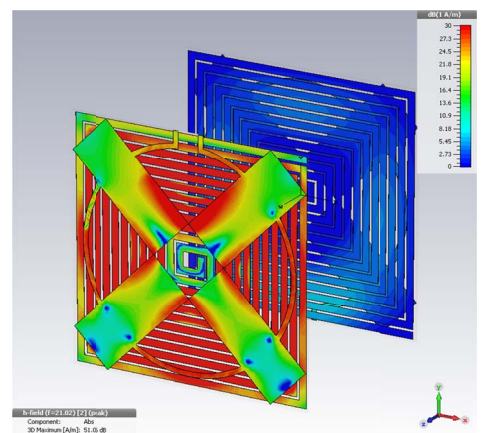 dB(1 A/m)
30
27.3
24.5
21.8
19.1
16.4
13.6
10.9
8.18
5.45
2.73
0
y
z
x
h-field (f=21.02) [2] (peak)
Component: Abs
3D Maximum [A/m]: 51.05 dB